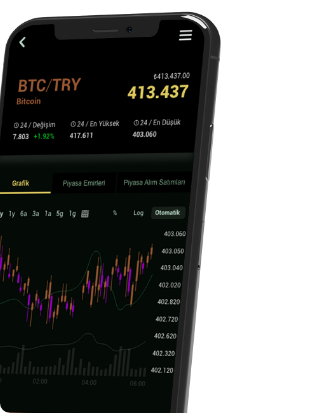 ₺413,437.00
BTC/TRY
413.437
Bitcoin
24 / Değişim
24 / En Yüksek
24 / En Düşük
7.803 +1,92%
417.611
403.060
Grafik
Piyasa Emirleri
Piyasa Alım Satımları
y 1y 6a 3a 1a 5g 1g
% Log Otomatik
403.060
403.050
403.040
402.020
402.820
402.720
402.620
402.320
402.120
02:00 04:00 06:00